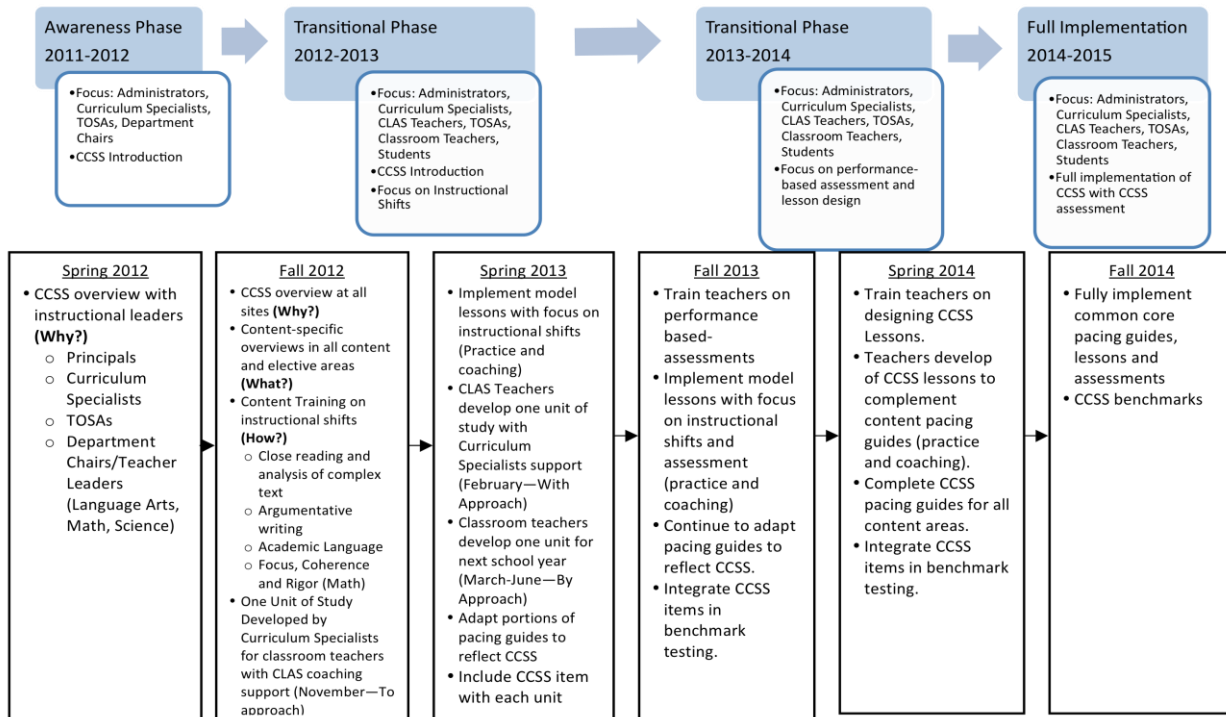 Awareness Phase
2011-2012
•Focus: Administrators,
Curriculum Specialists,
TOSAs, Department
Chairs
•CCSS Introduction
Transitional Phase
2012-2013
•Focus: Administrators,
Curriculum Specialists,
CLAS Teachers, TOSAs,
Classroom Teachers,
Students
•CCSS Introduction
•Focus on Instructional
Shifts
Transitional Phase
2013-2014
•Focus: Administrators,
Curriculum Specialists,
CLAS Teachers, TOSAs,
Classroom Teachers,
Students
•Focus on performance-
based assessment and
lesson design
Full Implementation
2014-2015
•Focus: Administrators,
Curriculum Specialists,
CLAS Teachers, TOSAs,
Classroom Teachers,
Students
•Full implementation of
CCSS with CCSS
assessment
Spring 2012
• CCSS overview with
instructional leaders
(Why?)
o Principals
o Curriculum
Specialists
o TOSAs
o Department
Chairs/Teacher
Leaders
(Language Arts,
Math, Science)
Fall 2012
• CCSS overview at all
sites (Why?)
• Content-specific
overviews in all content
and elective areas
(What?)
• Content Training on
instructional shifts
(How?)
o Close reading and
analysis of complex
text
o Argumentative
writing
o Academic Language
o Focus, Coherence
and Rigor (Math)
• One Unit of Study
Developed by
Curriculum Specialists
for classroom teachers
with CLAS coaching
support (November—To
approach)
Spring 2013
• Implement model
lessons with focus on
instructional shifts
(Practice and
coaching)
• CLAS Teachers
develop one unit of
study with
Curriculum
Specialists support
(February—With
Approach)
• Classroom teachers
develop one unit for
next school year
(March-June—By
Approach)
• Adapt portions of
pacing guides to
reflect CCSS
• Include CCSS item
with each unit
Fall 2013
• Train teachers on
performance
based-
assessments
• Implement model
lessons with focus
on instructional
shifts and
assessment
(practice and
coaching)
• Continue to adapt
pacing guides to
reflect CCSS.
• Integrate CCSS
items in
benchmark
testing.
Spring 2014
• Train teachers on
designing CCSS
Lessons.
• Teachers develop
of CCSS lessons to
complement
content pacing
guides (practice
and coaching).
• Complete CCSS
pacing guides for all
content areas.
• Integrate CCSS
items in benchmark
testing.
Fall 2014
• Fully implement
common core
pacing guides,
lessons and
assessments
• CCSS benchmarks